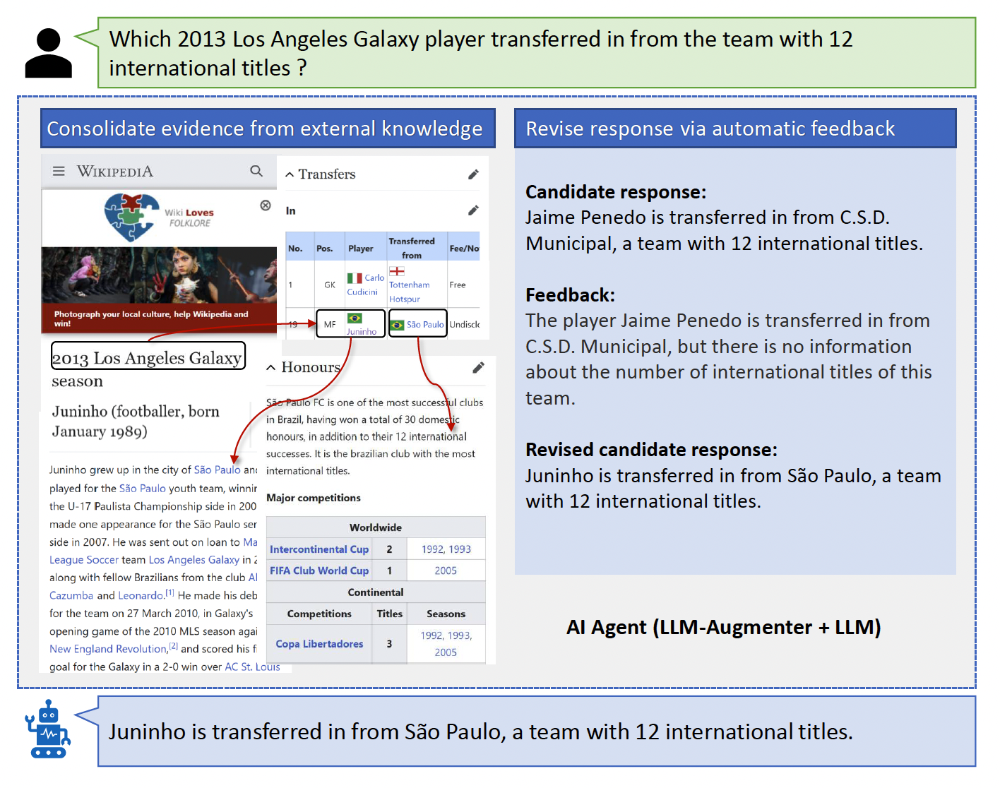 Which 2013 Los Angeles Galaxy player transferred in from the team with 12
international titles ?
Consolidate evidence from external knowledge
WIKIPEDIA
Wiki Loves
FOLKLORE
Photograph your local culture, help Wikipedia and
win!
2013 Los Angeles Galaxy
season
Juninho (footballer, born
January 1989)
Juninho grew up in the city of São Paulo and
played for the São Paulo youth team, winnin
the U-17 Paulista Championship side in 200
made one appearance for the São Paulo ser
side in 2007. He was sent out on loan to Ma
League Soccer team Los Angeles Galaxy in 2
along with fellow Brazilians from the club Al
Cazumba and Leonardo.[1] He made his deb
for the team on 27 March 2010, in Galaxy's
opening game of the 2010 MLS season agai
New England Revolution,[2] and scored his fi
goal for the Galaxy in a 2-0 win over AC St. Louis
Transfers
In
No. Pos. Player Transferred from Fee/No
1 GK Carlo Cudicini Tottenham Hotspur Free
19 MF Juninho São Paulo Undisclo
Honours
São Paulo FC is one of the most successful clubs
in Brazil, having won a total of 30 domestic
honours, in addition to their 12 international
successes. It is the brazilian club with the most
international titles.
Major competitions
Worldwide
Intercontinental Cup 2 1992, 1993
FIFA Club World Cup 1 2005
Continental
Competitions Titles Seasons
Copa Libertadores 3 1992, 1993, 2005
Revise response via automatic feedback
Candidate response:
Jaime Penedo is transferred in from C.S.D.
Municipal, a team with 12 international titles.
Feedback:
The player Jaime Penedo is transferred in from
C.S.D. Municipal, but there is no information
about the number of international titles of this
team.
Revised candidate response:
Juninho is transferred in from São Paulo, a team
with 12 international titles.
AI Agent (LLM-Augmenter + LLM)
Juninho is transferred in from São Paulo, a team with 12 international titles.